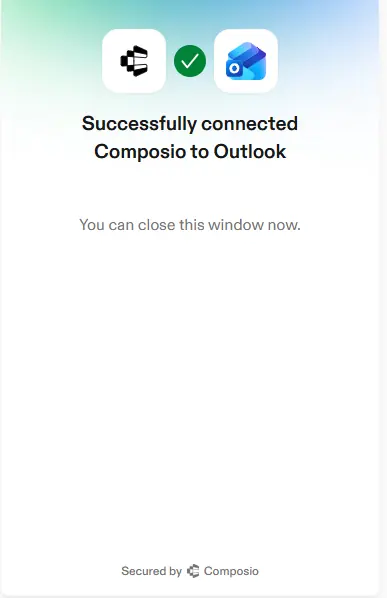 Successfully connected
Composio to Outlook
You can close this window now.
Secured by Composio